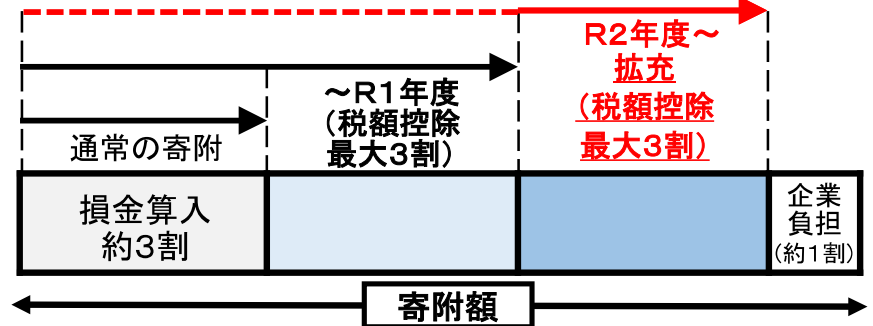 R2年度～
拡充
(税額控除
最大3割)
～R1年度
(税額控除
最大3割)
通常の寄附
損金算入
約3割
企業
負担
(約1割)
寄附額